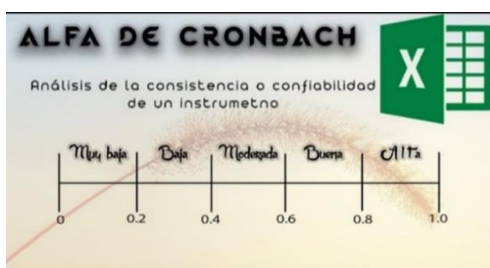 ALFA DE CRONBACH
X
Análisis de la consistencia o confiabilidad
de un instrumetno
Muy baja Baja Moderada Buena Alta
0 0.2 0.4 0.6 0.8 1.0